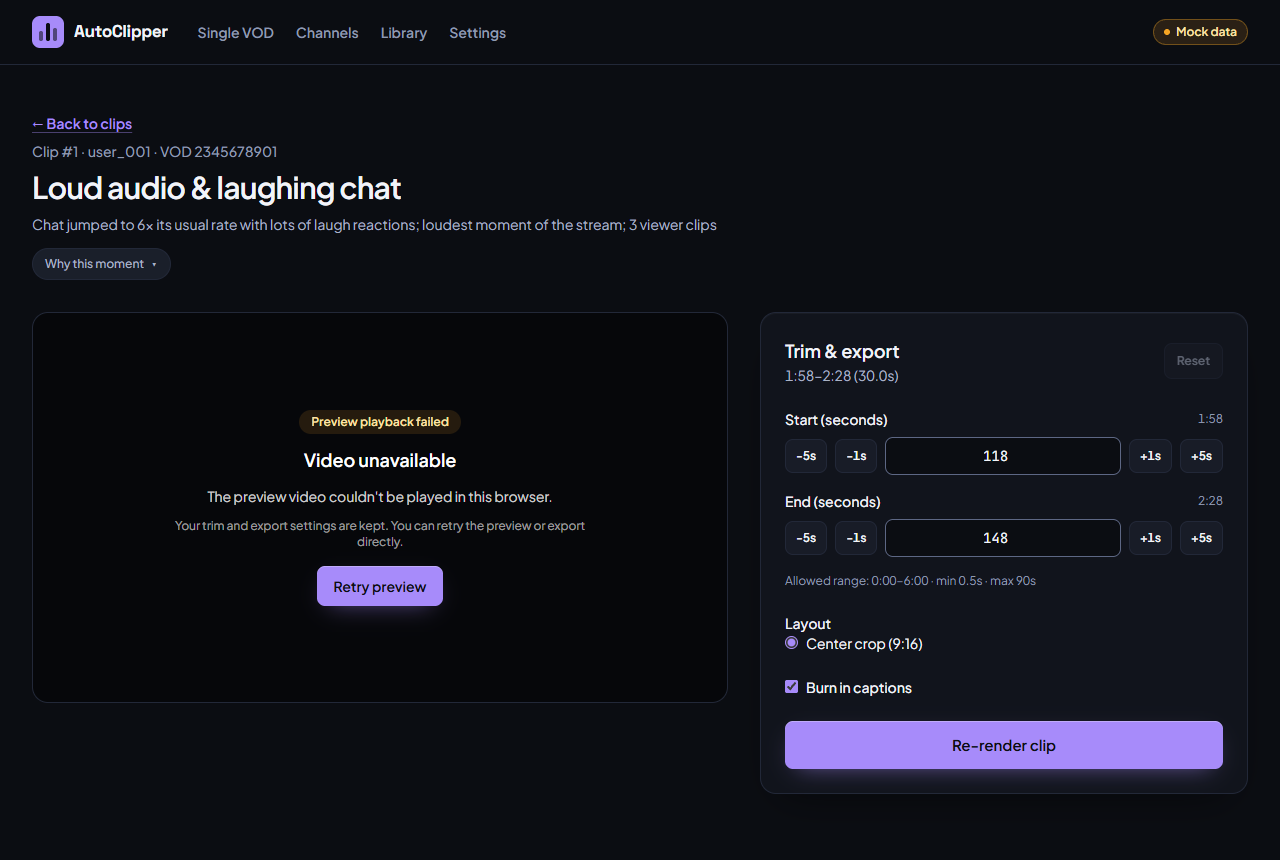 AutoClipper
Single VOD
Channels
Library
Settings
Mock data
← Back to clips
Clip #1 · user_001 · VOD 2345678901
Loud audio & laughing chat
Chat jumped to 6× its usual rate with lots of laugh reactions; loudest moment of the stream; 3 viewer clips
Why this moment
Preview playback failed
Video unavailable
The preview video couldn't be played in this browser.
Your trim and export settings are kept. You can retry the preview or export
directly.
Retry preview
Trim & export
1:58–2:28 (30.0s)
Reset
Start (seconds)
1:58
-5s
-1s
118
+1s
+5s
End (seconds)
2:28
-5s
-1s
148
+1s
+5s
Allowed range: 0:00–6:00 · min 0.5s · max 90s
Layout
Center crop (9:16)
Burn in captions
Re-render clip